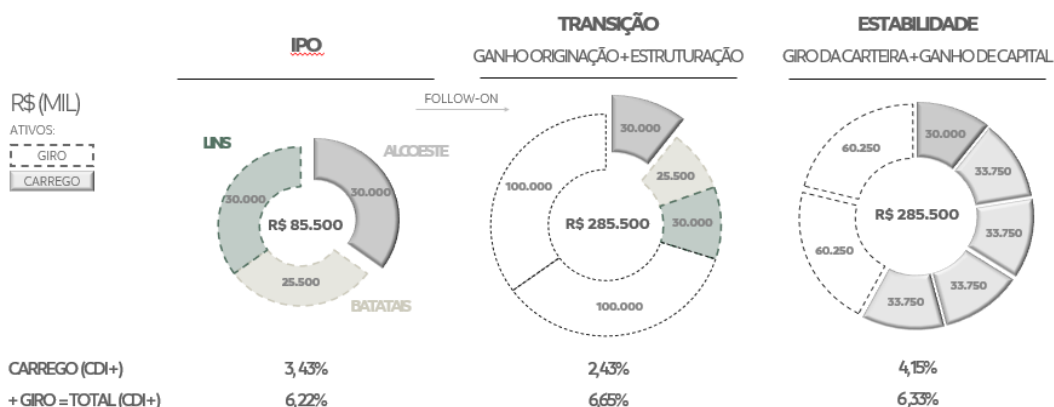 IPO
TRANSIÇÃO
GANHO ORIGINAÇÃO + ESTRUTURAÇÃO
ESTABILIDADE
GIRO DA CARTEIRA + GANHO DE CAPITAL
R$ (MIL)
ATIVOS:
GIRO
CARREGO
FOLLOW-ON
LINS
ALCOESTE
30.000
30.000
R$ 85.500
25.500
BATATAIS
30.000
25.500
100.000
R$ 285.500
30.000
100.000
30.000
60.250
33.750
R$ 285.500
33.750
60.250
33.750
33.750
CARREGO (CDI+) 3,43% 2,43% 4,15%
+ GIRO = TOTAL (CDI+) 6,22% 6,65% 6,33%